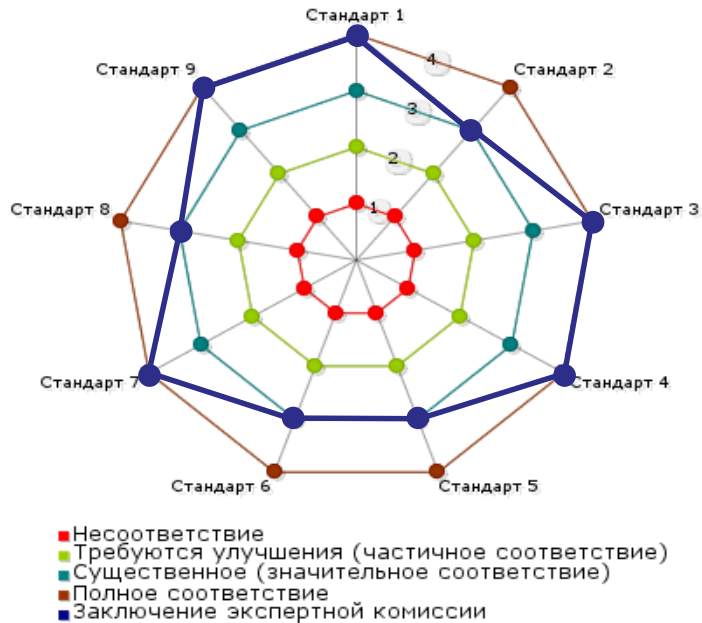 Стандарт 1
4
Стандарт 9
Стандарт 2
3
2
1
Стандарт 8
Стандарт 3
Стандарт 7
Стандарт 4
Стандарт 6
Стандарт 5
Несоответствие
Требуются улучшения (частичное соответствие)
Существенное (значительное соответствие)
Полное соответствие
Заключение экспертной комиссии